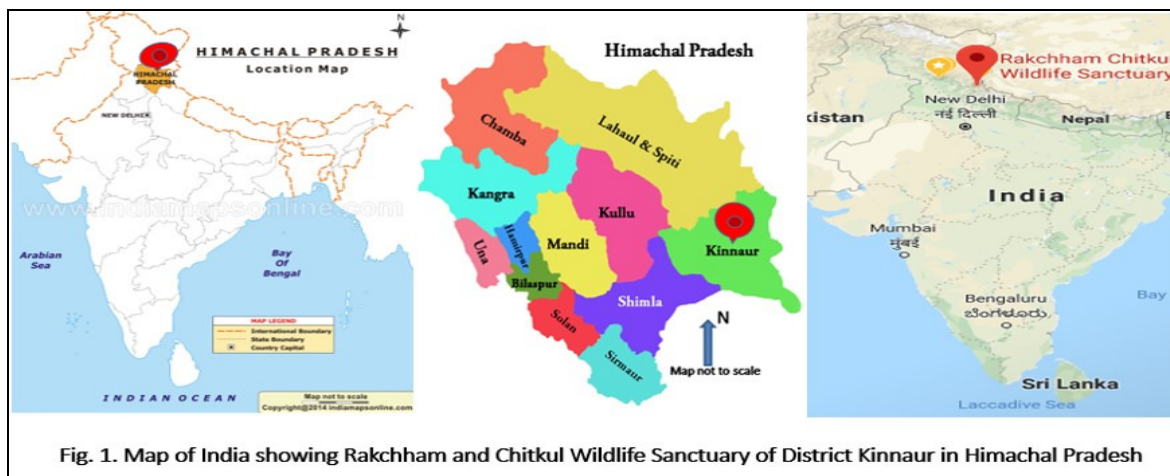 N
HIMACHAL PRADESH
Location Map
HIMACHAL
PRADESH
NEW DELHI
www.indiamapsonline.com
Arabian
Sea
Bay
Of
Bengal
MAP LEGEND
International Boundary
State Boundary
Country Capital
INDIAN OCEAN
Map not to scale
Copyright@2014 indiamapsonline.com
Himachal Pradesh
Chamba
Lahaul & Spiti
Kangra
Kullu
Kinnaur
Una
Hamirpur
Mandi
Bilaspur
Shimla
Solan
Sirmaur
N
Map not to scale
Rakchham Chitkul
Wildlife Sanctuary
New Delhi
नई दिल्ली
Nepal
kistan
India
Mumbai
मुंबई
Bengaluru
ಬೆಂಗಳೂರು
Bay
Sri Lanka
Laccadive Sea
Fig. 1. Map of India showing Rakchham and Chitkul Wildlife Sanctuary of District Kinnaur in Himachal Pradesh